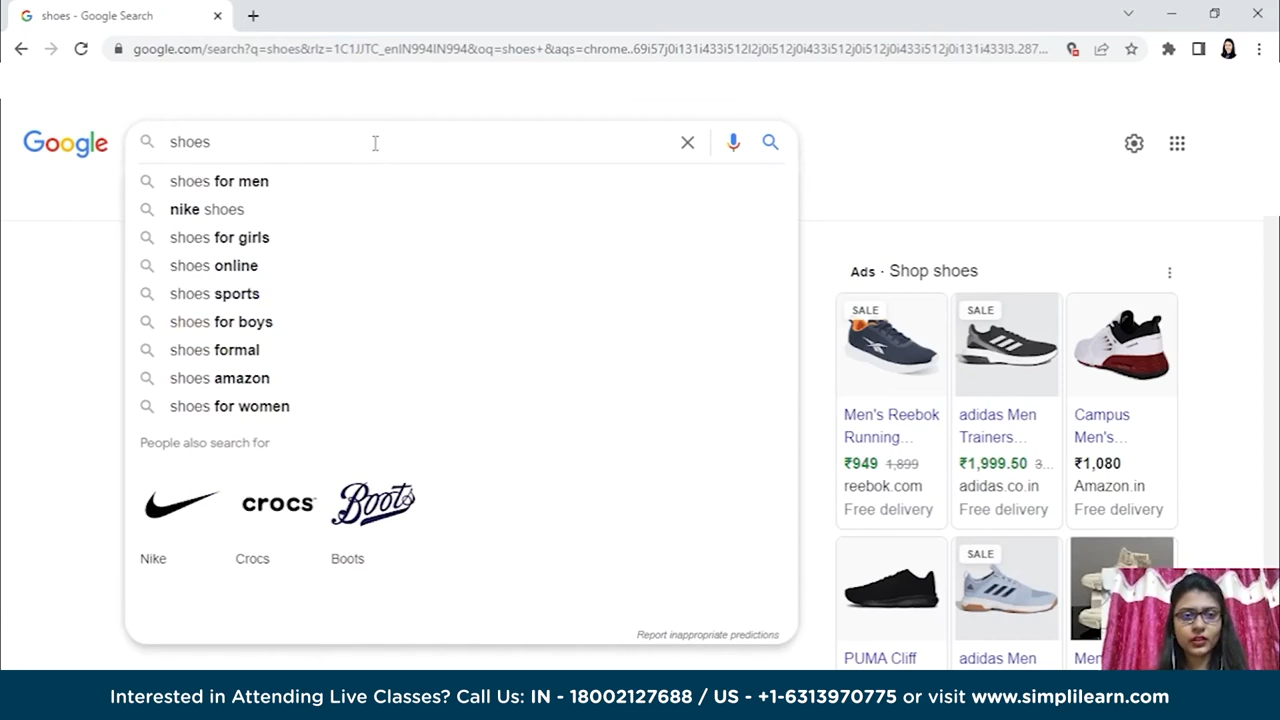 shoes - Google Search
google.com/search?q=shoes&rlz=1C1JJTC_enIN994IN994&oq=shoes+&aqs=chrome..69i57j0i131i433i512l2j0i512j0i433i512j0i512j0i433i512j0i131i433l3.287...
Google
shoes
shoes for men
nike shoes
shoes for girls
shoes online
shoes sports
shoes for boys
shoes formal
shoes amazon
shoes for women
People also search for
crocs
Boots
Nike
Crocs
Boots
Report inappropriate predictions
Ads · Shop shoes
SALE
SALE
Men's Reebok
Running...
₹949 1,899
reebok.com
Free delivery
adidas Men
Trainers...
₹1,999.50 3...
adidas.co.in
Free delivery
Campus
Men's...
₹1,080
Amazon.in
Free delivery
SALE
PUMA Cliff
adidas Men
Interested in Attending Live Classes? Call Us: IN - 18002127688 / US - +1-6313970775 or visit www.simplilearn.com